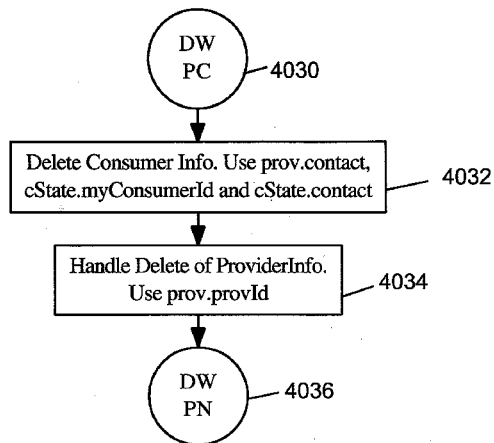 DW
PC
4030
Delete Consumer Info. Use prov.contact,
cState.myConsumerId and cState.contact
4032
Handle Delete of ProviderInfo.
Use prov.provId
4034
DW
PN
4036